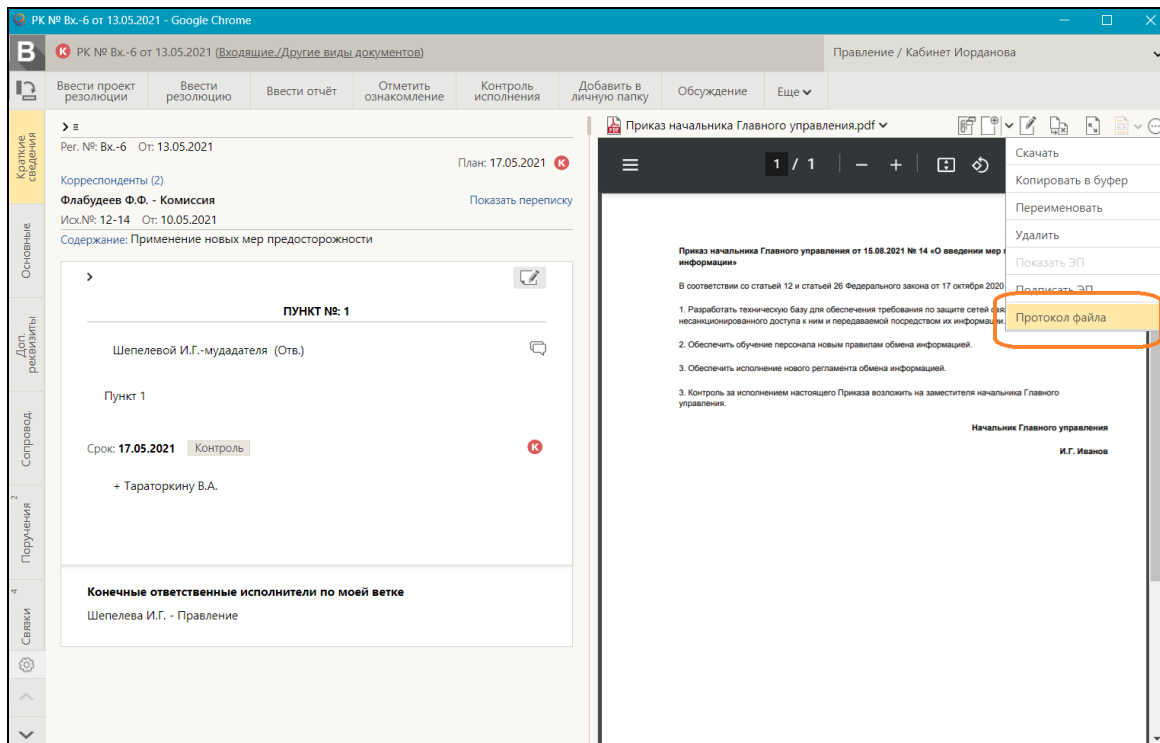 РК № Вх.-6 от 13.05.2021 - Google Chrome
В
К РК № Вх.-6 от 13.05.2021 (Входящие./Другие виды документов)
Правление / Кабинет Иорданова
Ввести проект резолюции
Ввести резолюцию
Ввести отчёт
Отметить ознакомление
Контроль исполнения
Добавить в личную папку
Обсуждение
Еще
Краткие сведения
Основные
Доп. реквизиты
Сопровод.
Поручения 2
Связки 4
Рег. №: Вх.-6 От: 13.05.2021
План: 17.05.2021 К
Корреспонденты (2)
Флабудеев Ф.Ф. - Комиссия
Показать переписку
Исх.№: 12-14 От: 10.05.2021
Содержание: Применение новых мер предосторожности
ПУНКТ №: 1
Шепелевой И.Г.-мудадателя (Отв.)
Пункт 1
Срок: 17.05.2021 Контроль К
+ Тараторкину В.А.
Конечные ответственные исполнители по моей ветке
Шепелева И.Г. - Правление
Приказ начальника Главного управления.pdf
1 / 1
Скачать
Копировать в буфер
Переименовать
Удалить
Показать ЭП
Подписать ЭП
Протокол файла
Приказ начальника Главного управления от 15.08.2021 № 14 «О введении мер
информации»
В соответствии со статьей 12 и статьей 26 Федерального закона от 17 октября 2020
1. Разработать техническую базу для обеспечения требования по защите сетей
несанкционированного доступа к ним и передаваемой посредством их информации.
2. Обеспечить обучение персонала новым правилам обмена информацией.
3. Обеспечить исполнение нового регламента обмена информацией.
3. Контроль за исполнением настоящего Приказа возложить на заместителя начальника Главного
управления.
Начальник Главного управления
И.Г. Иванов